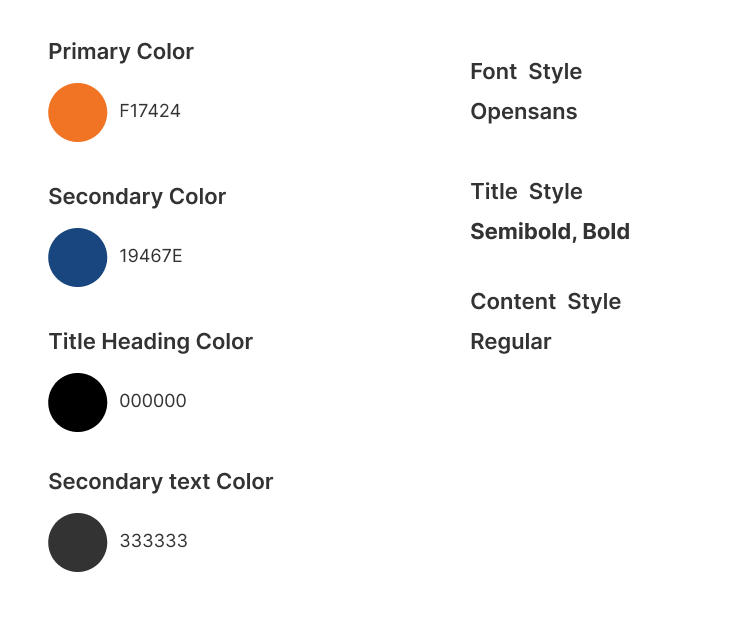 Primary Color
F17424
Secondary Color
19467E
Title Heading Color
000000
Secondary text Color
333333
Font Style
Opensans
Title Style
Semibold, Bold
Content Style
Regular